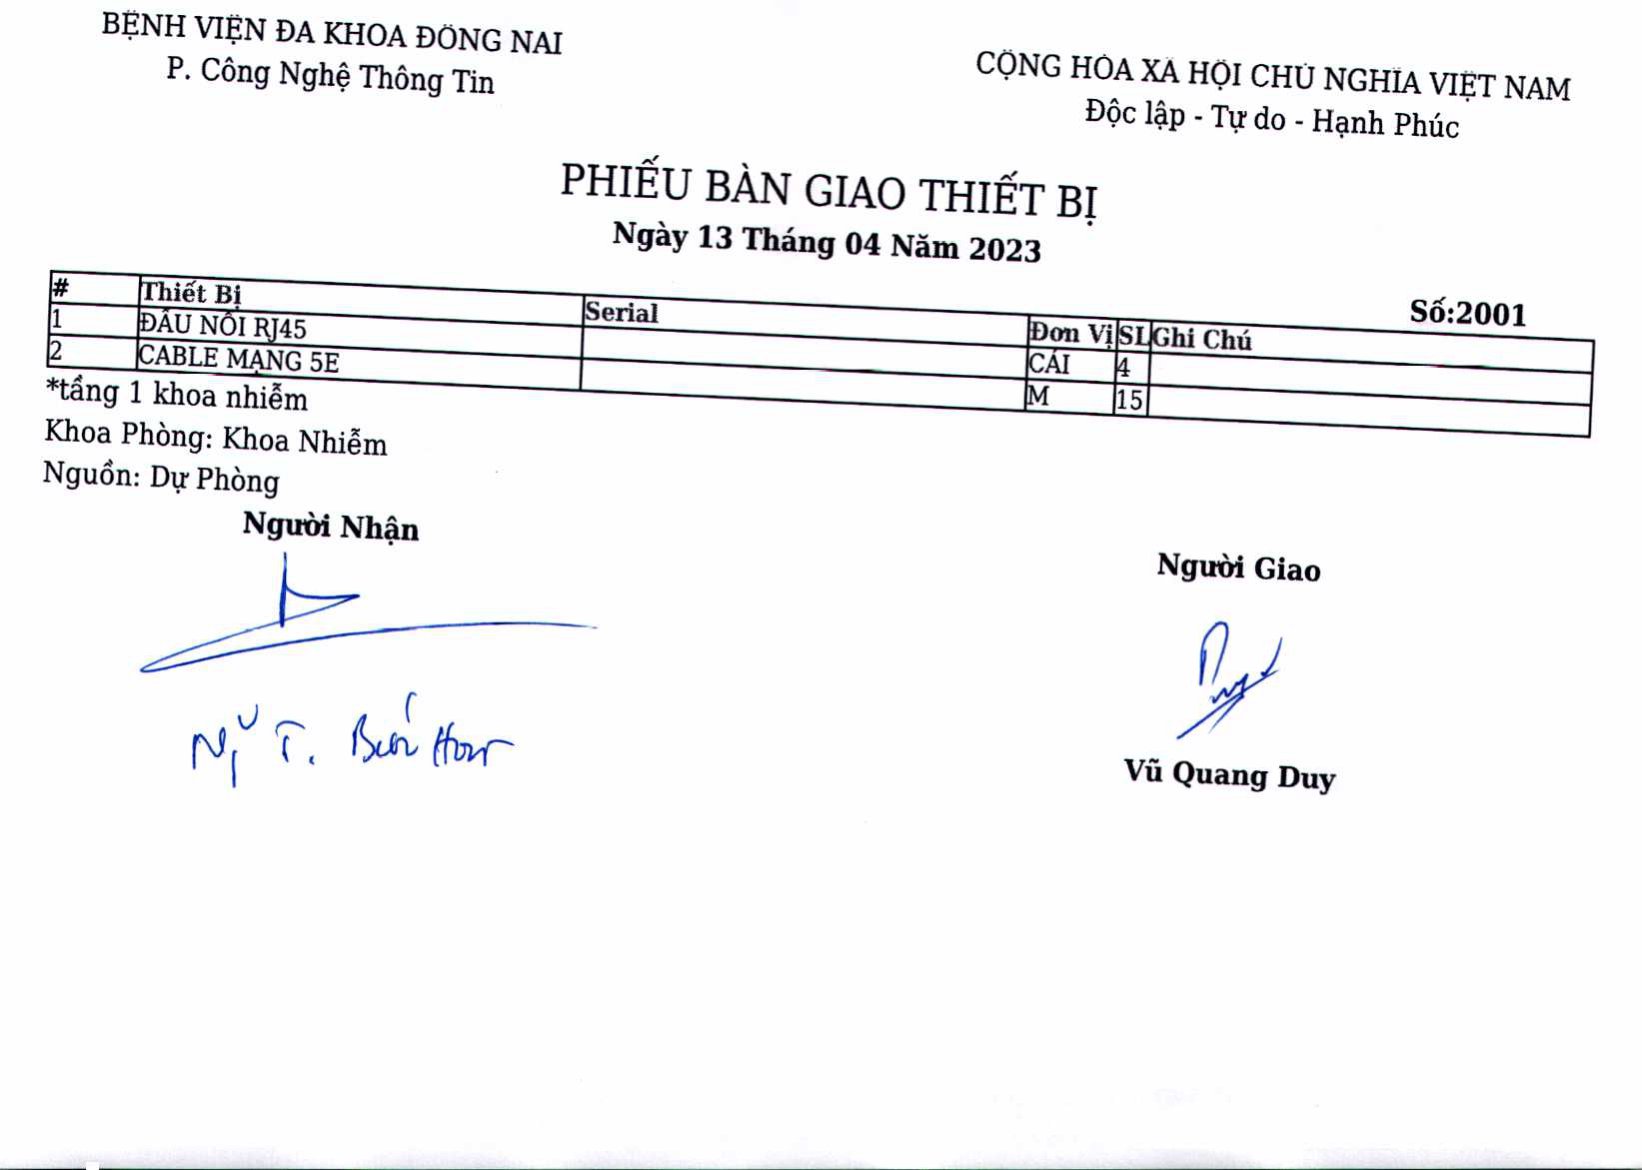 BỆNH VIỆN ĐA KHOA ĐỒNG NAI
P. Công Nghệ Thông Tin
CỘNG HÒA XÃ HỘI CHỦ NGHĨA VIỆT NAM
Độc lập - Tự do - Hạnh Phúc
PHIẾU BÀN GIAO THIẾT BỊ
Ngày 13 Tháng 04 Năm 2023
Số:2001
# Thiết Bị Serial Đơn Vị SL Ghi Chú
1 ĐẦU NỐI RJ45 CÁI 4
2 CABLE MẠNG 5E M 15
*tầng 1 khoa nhiễm
Khoa Phòng: Khoa Nhiễm
Nguồn: Dự Phòng
Người Nhận
Người Giao
T.
Vũ Quang Duy